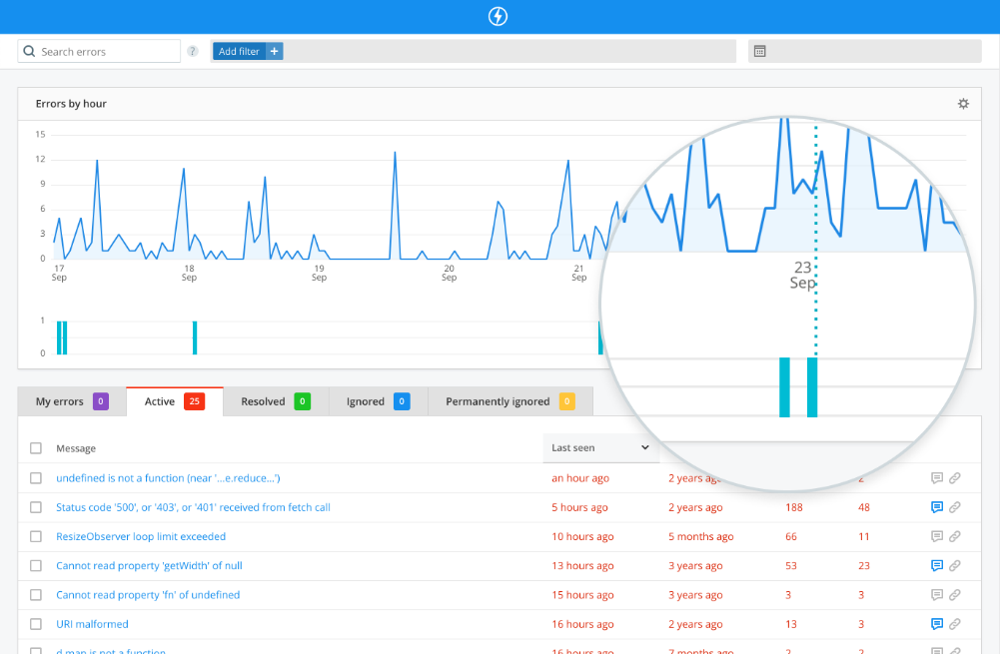 Search errors
?
Add filter +
Errors by hour
15
12
9
6
3
0
17 Sep
18 Sep
19 Sep
20 Sep
21 Sep
23 Sep
1
0
My errors 0
Active 25
Resolved 0
Ignored 0
Permanently ignored 0
Message
Last seen
undefined is not a function (near '...e.reduce...') an hour ago 2 years ago 2
Status code '500', or '403', or '401' received from fetch call 5 hours ago 2 years ago 188 48
ResizeObserver loop limit exceeded 10 hours ago 5 months ago 66 11
Cannot read property 'getWidth' of null 13 hours ago 3 years ago 53 23
Cannot read property 'fn' of undefined 15 hours ago 3 years ago 3 3
URI malformed 16 hours ago 2 years ago 13 3
d.map is not a function 16 hours ago 7 months ago 2 2